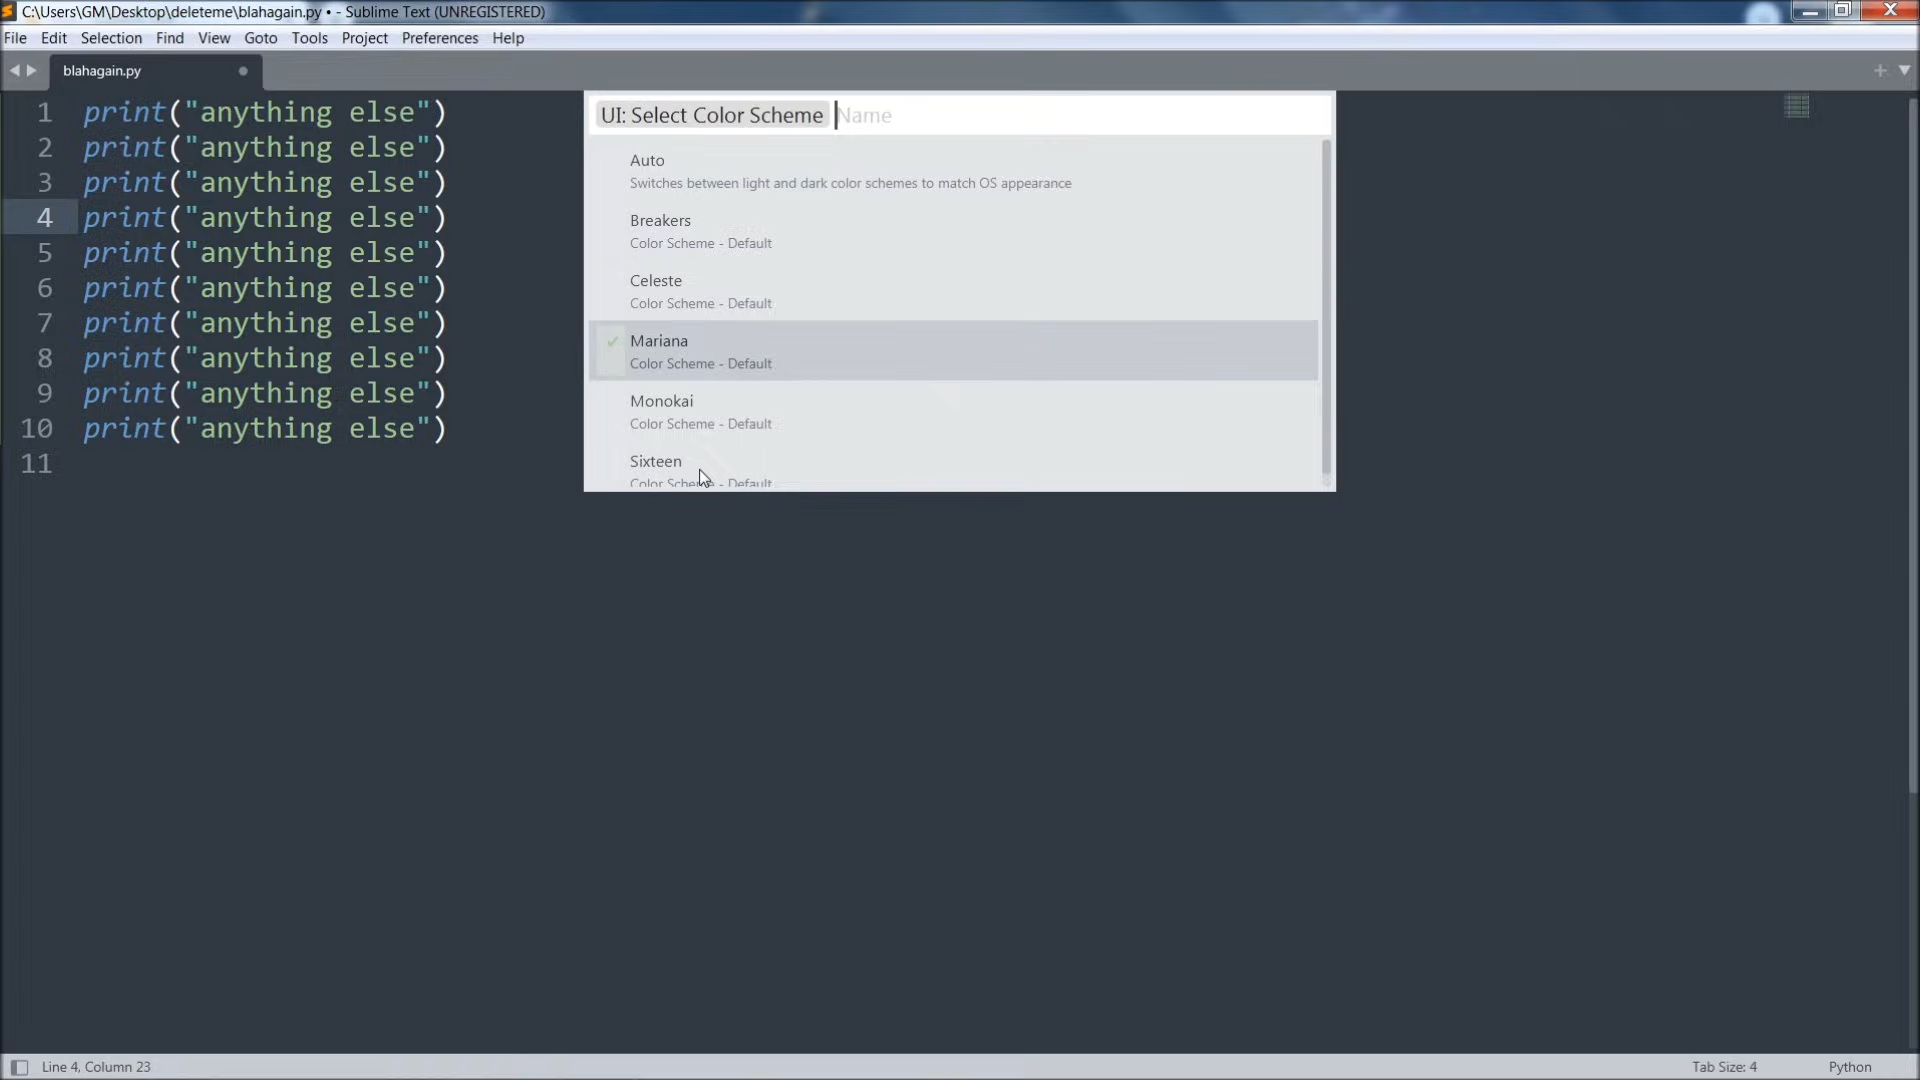 C:\Users\GM\Desktop\deleteme\blahagain.py • - Sublime Text (UNREGISTERED)
File Edit Selection Find View Goto Tools Project Preferences Help
blahagain.py
1 print("anything else")
2 print("anything else")
3 print("anything else")
4 print("anything else")
5 print("anything else")
6 print("anything else")
7 print("anything else")
8 print("anything else")
9 print("anything else")
10 print("anything else")
11
UI: Select Color Scheme Name
Auto
Switches between light and dark color schemes to match OS appearance
Breakers
Color Scheme - Default
Celeste
Color Scheme - Default
Mariana
Color Scheme - Default
Monokai
Color Scheme - Default
Sixteen
Color Scheme - Default
Line 4, Column 23
Tab Size: 4
Python